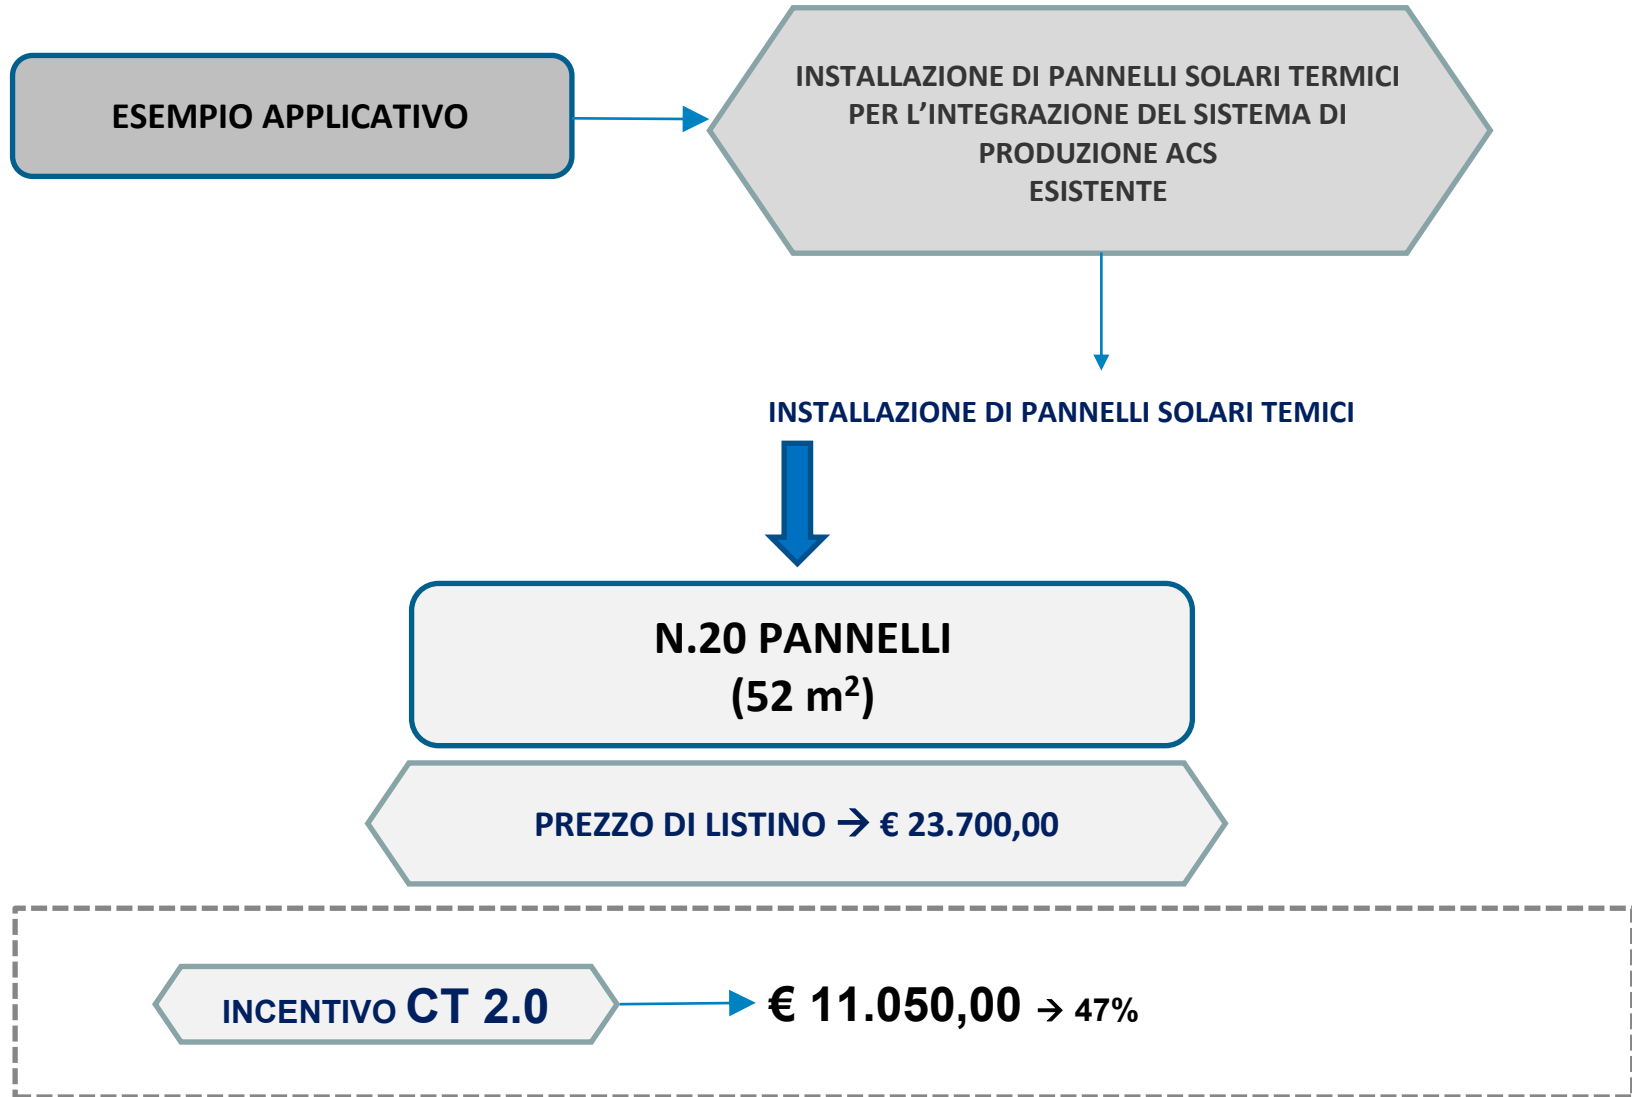 ESEMPIO APPLICATIVO
INSTALLAZIONE DI PANNELLI SOLARI TERMICI
PER L’INTEGRAZIONE DEL SISTEMA DI
PRODUZIONE ACS
ESISTENTE
INSTALLAZIONE DI PANNELLI SOLARI TEMICI
N.20 PANNELLI
(52 m²)
PREZZO DI LISTINO → € 23.700,00
INCENTIVO CT 2.0
€ 11.050,00 → 47%